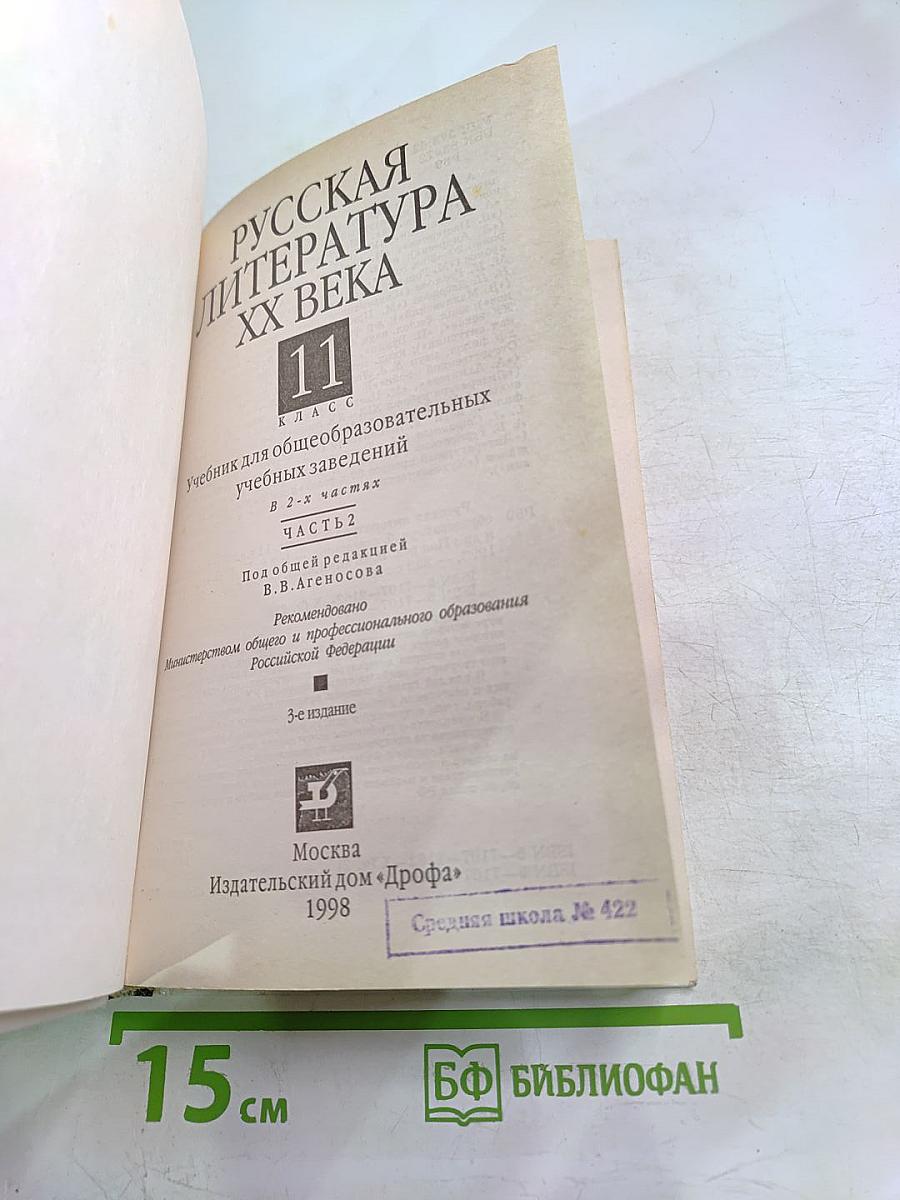 РУССКАЯ
ЛИТЕРАТУРА
XX ВЕКА
11
КЛАСС
Учебник для общеобразовательных
учебных заведений
В 2-х частях
ЧАСТЬ 2
Под общей редакцией
В.В.Агеносова
Рекомендовано
Министерством общего и профессионального образования
Российской Федерации
3-е издание
Москва
Издательский дом «Дрофа»
1998
Средняя школа № 422
15 см
БФ БИБЛИОФАН